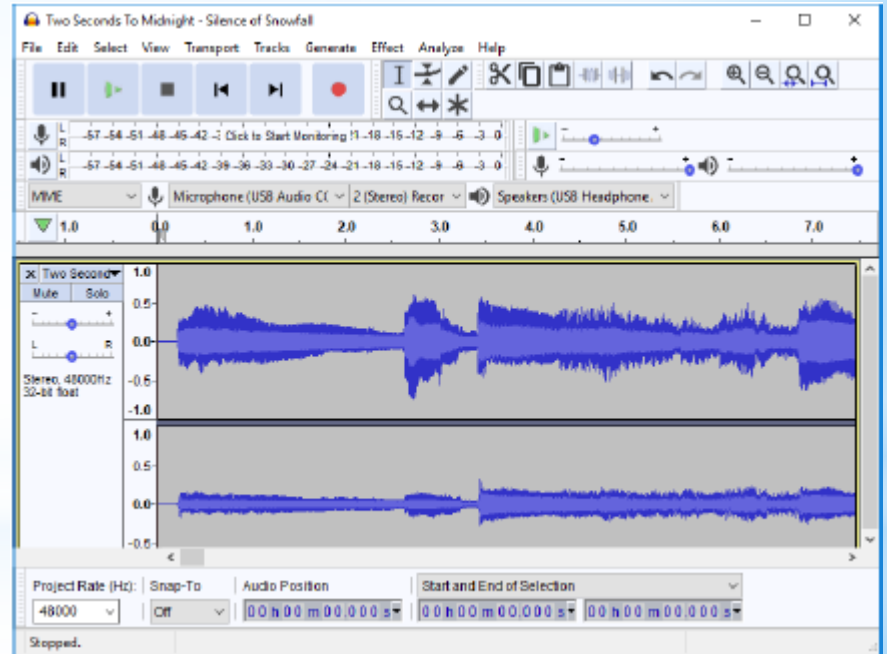 Two Seconds To Midnight - Silence of Snowfall
File Edit Select View Transport Tracks Generate Effect Analyze Help
L
R
-57 -54 -51 -48 -45 -42 -3 Click to Start Monitoring !1 -18 -15 -12 -9 -6 -3 0
- +
L
R
-57 -54 -51 -48 -45 -42 -39 -36 -33 -30 -27 -24 -21 -18 -15 -12 -9 -6 -3 0
- + - +
MME Microphone (USB Audio C 2 (Stereo) Recor Speakers (USB Headphone.
1.0 0.0 1.0 2.0 3.0 4.0 5.0 6.0 7.0
x Two Second
Mute Solo
- +
L R
Stereo, 48000Hz
32-bit float
1.0
0.5
0.0
-0.5
-1.0
1.0
0.5
0.0
-0.5
Project Rate (Hz): Snap-To Audio Position Start and End of Selection
48000 Off 00 h 00 m 00.000 s 00 h 00 m 00.000 s 00 h 00 m 00.000 s
Stopped.